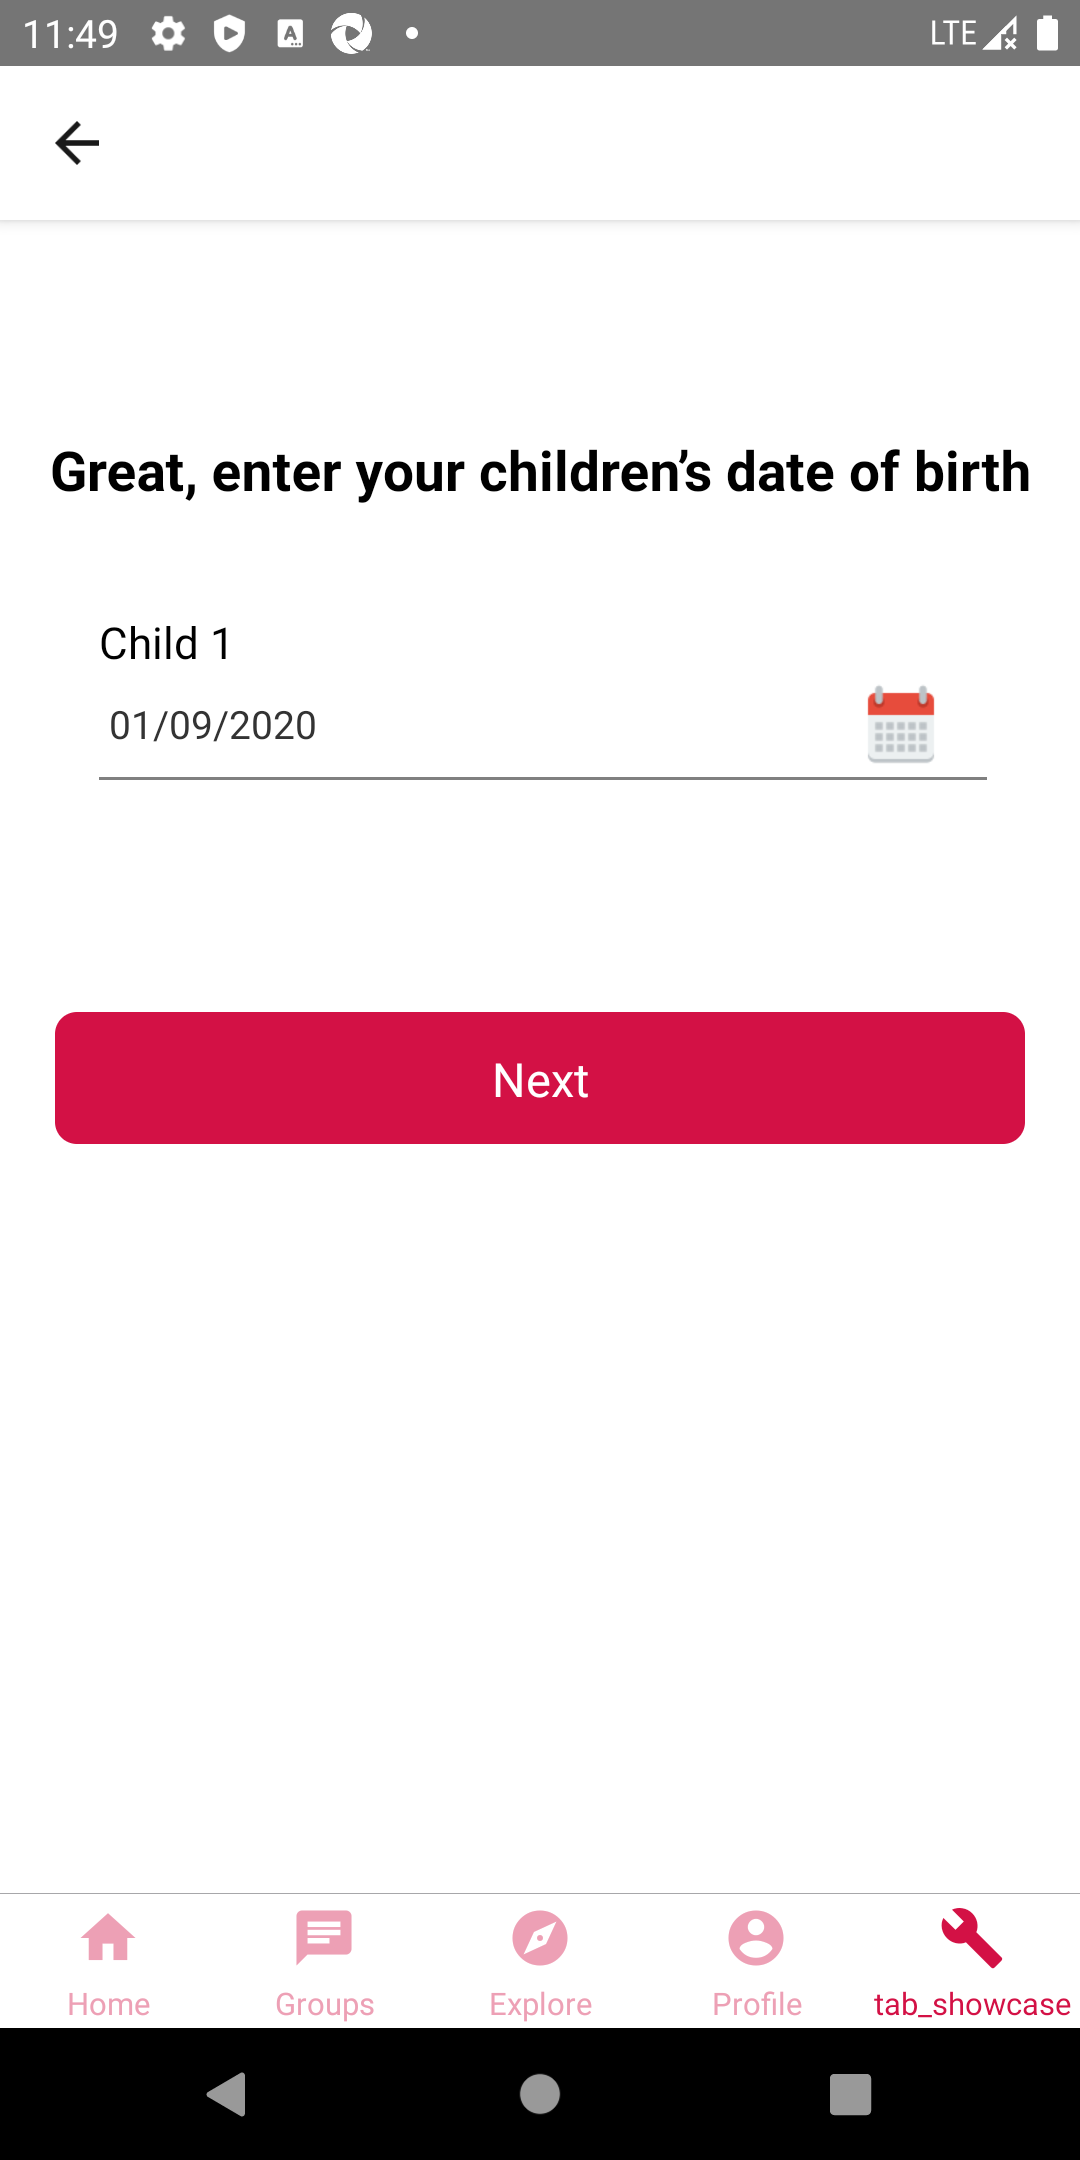 11:49
LTE
Great, enter your children’s date of birth
Child 1
01/09/2020
Next
Home
Groups
Explore
Profile
tab_showcase